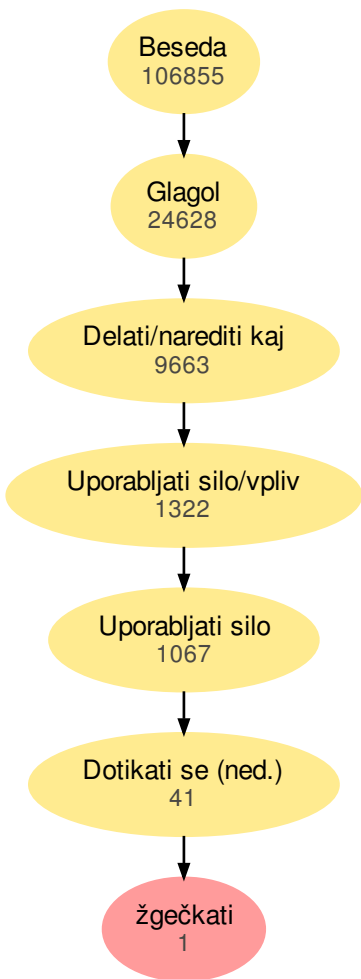 Beseda
106855
Glagol
24628
Delati/narediti kaj
9663
Uporabljati silo/vpliv
1322
Uporabljati silo
1067
Dotikati se (ned.)
41
žgečkati
1